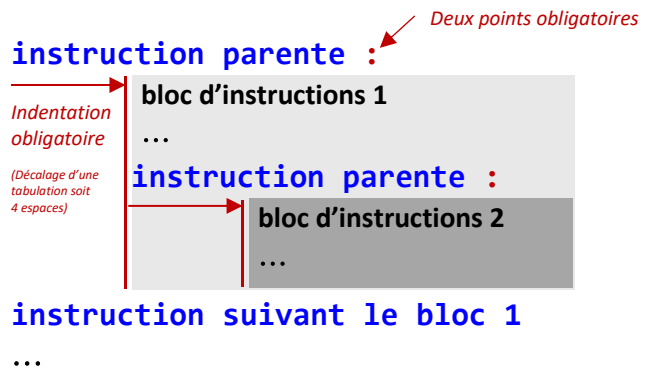 Deux points obligatoires
instruction parente :
bloc d’instructions 1
Indentation
obligatoire
…
(Décalage d’une
tabulation soit
4 espaces)
instruction parente :
bloc d’instructions 2
…
instruction suivant le bloc 1
…